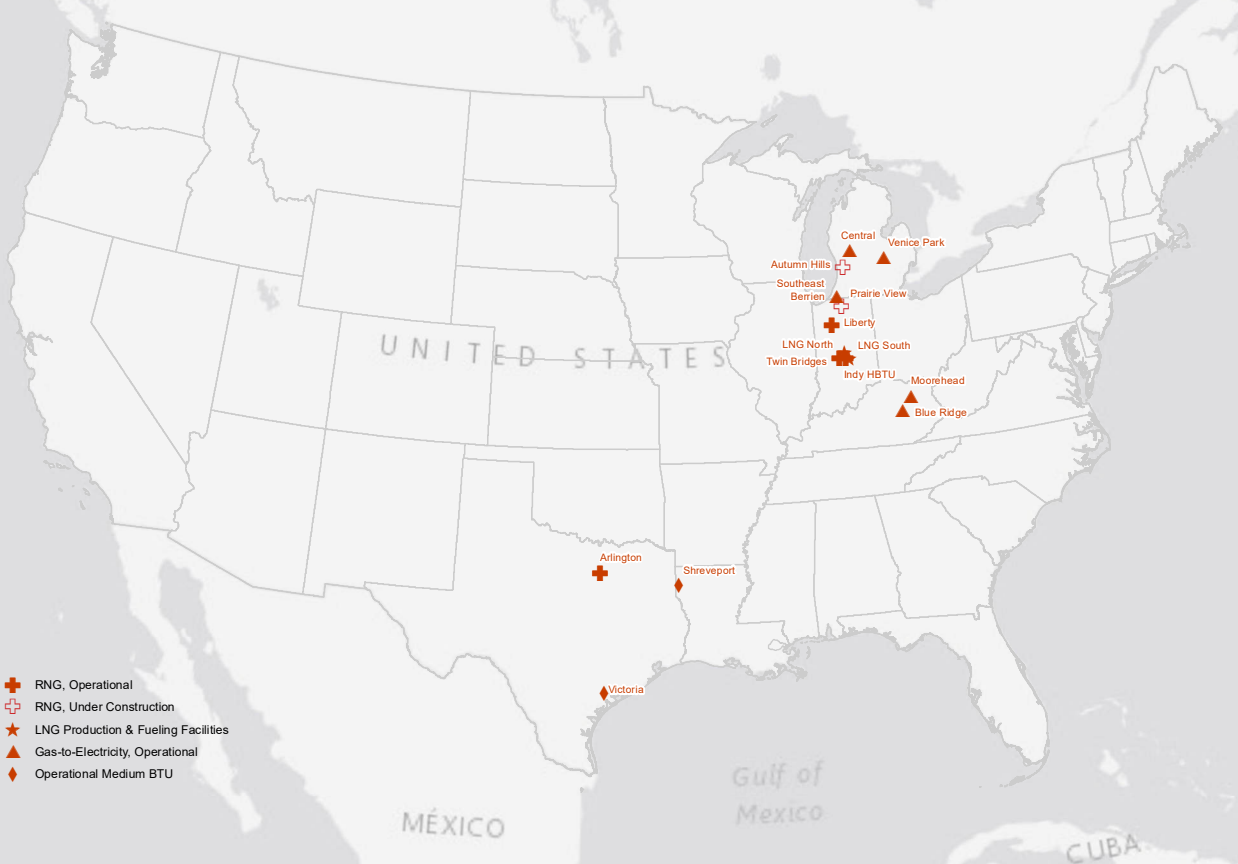 Central
Venice Park
Autumn Hills
Southeast
Berrien
Prairie View
Liberty
LNG North
LNG South
Twin Bridges
Indy HBTU
UNITED STATES
Moorehead
Blue Ridge
Arlington
Shreveport
Victoria
RNG, Operational
RNG, Under Construction
LNG Production & Fueling Facilities
Gas-to-Electricity, Operational
Operational Medium BTU
Gulf of
Mexico
MÉXICO
CUBA